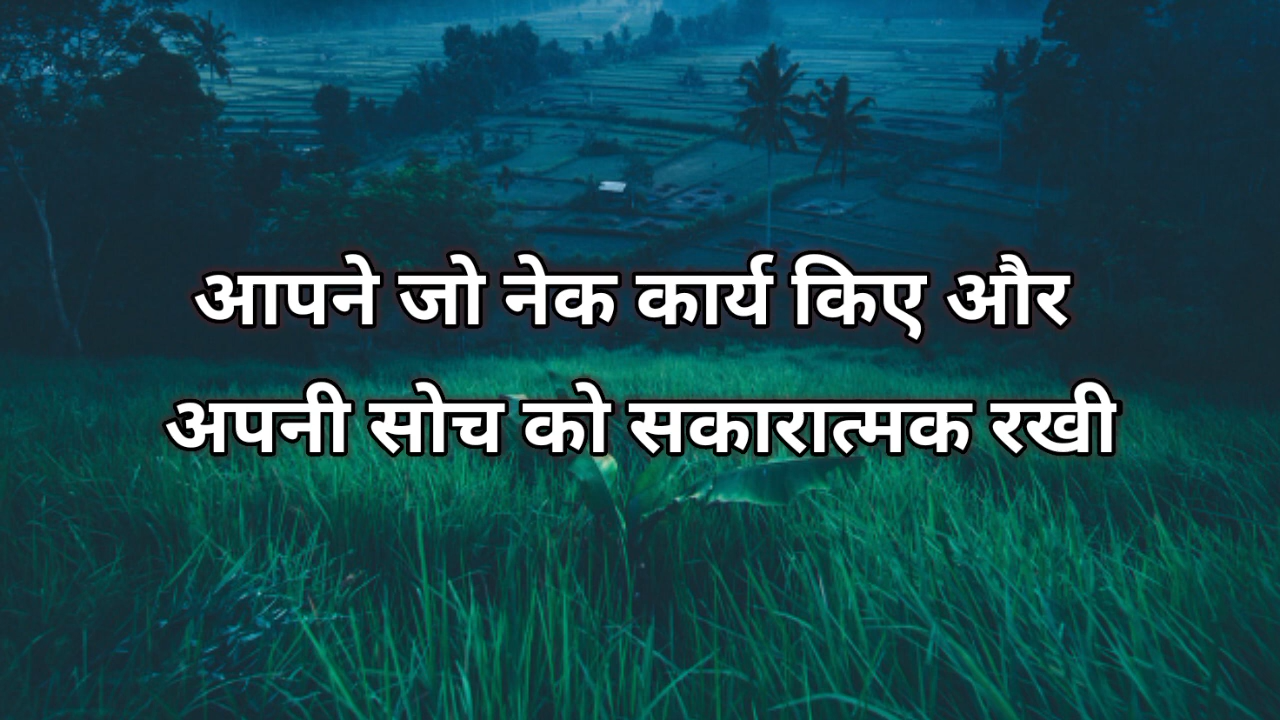 आपने जो नेक कार्य किए और
अपनी सोच को सकारात्मक रखी